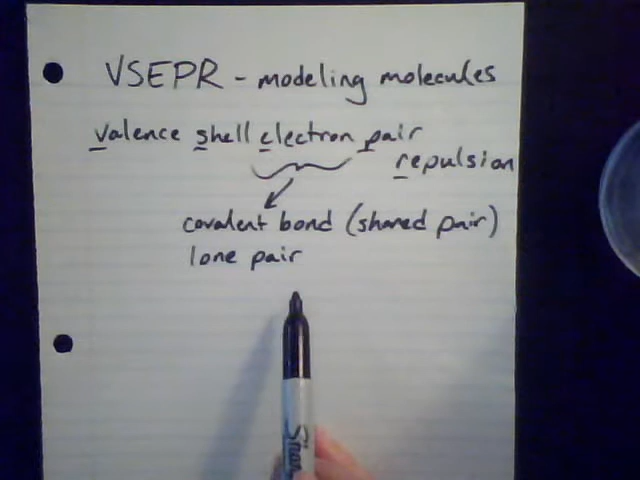 VSEPR - modeling molecules
valence shell electron pair
repulsion
covalent bond (shared pair)
lone pair